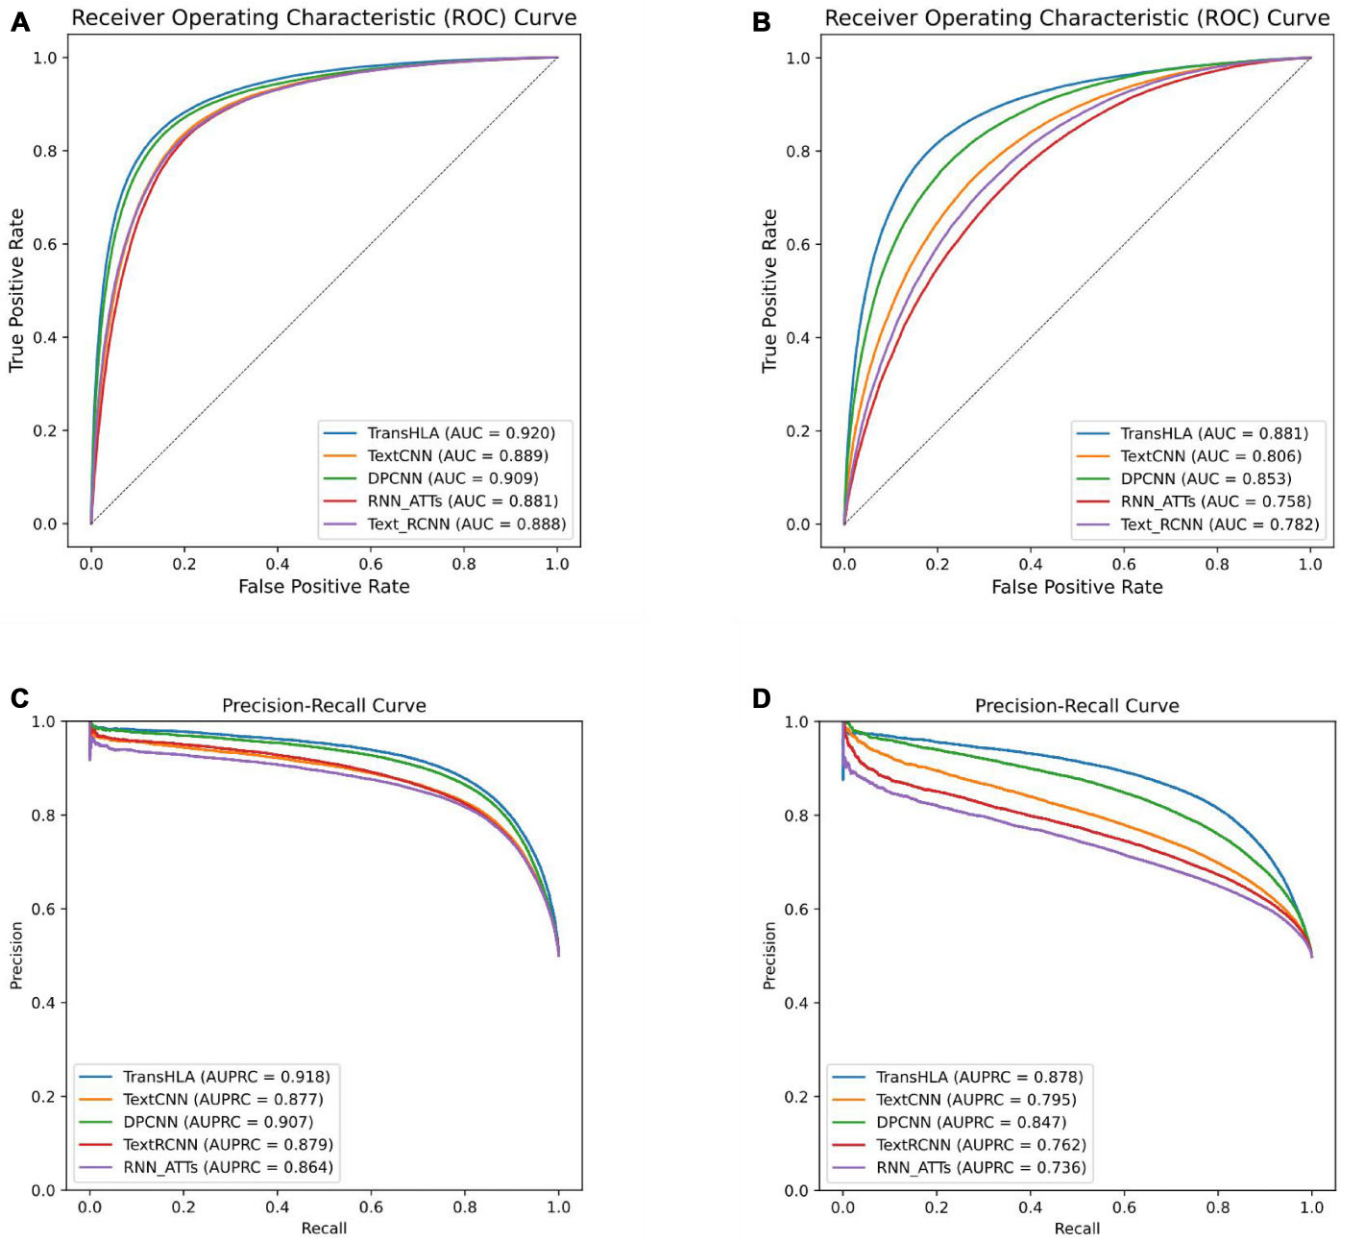 A
Receiver Operating Characteristic (ROC) Curve
1.0
0.8
0.6
0.4
0.2
0.0
True Positive Rate
TransHLA (AUC = 0.920)
TextCNN (AUC = 0.889)
DPCNN (AUC = 0.909)
RNN_ATTs (AUC = 0.881)
Text_RCNN (AUC = 0.888)
0.0 0.2 0.4 0.6 0.8 1.0
False Positive Rate
B
Receiver Operating Characteristic (ROC) Curve
1.0
0.8
0.6
0.4
0.2
0.0
True Positive Rate
TransHLA (AUC = 0.881)
TextCNN (AUC = 0.806)
DPCNN (AUC = 0.853)
RNN_ATTs (AUC = 0.758)
Text_RCNN (AUC = 0.782)
0.0 0.2 0.4 0.6 0.8 1.0
False Positive Rate
C
Precision-Recall Curve
1.0
0.8
0.6
0.4
0.2
0.0
Precision
TransHLA (AUPRC = 0.918)
TextCNN (AUPRC = 0.877)
DPCNN (AUPRC = 0.907)
TextRCNN (AUPRC = 0.879)
RNN_ATTs (AUPRC = 0.864)
0.0 0.2 0.4 0.6 0.8 1.0
Recall
D
Precision-Recall Curve
1.0
0.8
0.6
0.4
0.2
0.0
Precision
TransHLA (AUPRC = 0.878)
TextCNN (AUPRC = 0.795)
DPCNN (AUPRC = 0.847)
TextRCNN (AUPRC = 0.762)
RNN_ATTs (AUPRC = 0.736)
0.0 0.2 0.4 0.6 0.8 1.0
Recall